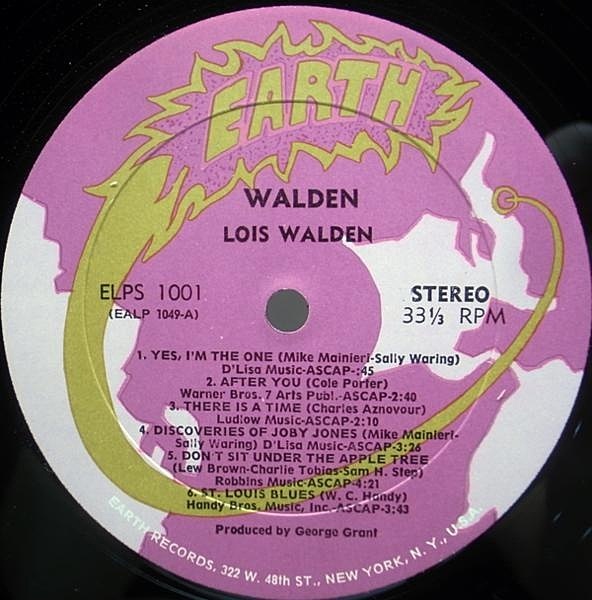 EARTH
WALDEN
LOIS WALDEN
ELPS 1001
(EALP 1049-A)
STEREO
33⅓ RPM
1. YES, I'M THE ONE (Mike Mainieri-Sally Waring)
D'Lisa Music-ASCAP-:45
2. AFTER YOU (Cole Porter)
Warner Bros. 7 Arts Publ.-ASCAP-2:40
3. THERE IS A TIME (Charles Aznovour)
Ludlow Music-ASCAP-2:10
4. DISCOVERIES OF JOBY JONES (Mike Mainieri-
Sally Waring) D'Lisa Music-ASCAP-3:26
5. DON'T SIT UNDER THE APPLE TREE
(Lew Brown-Charlie Tobias-Sam H. Step)
Robbins Music-ASCAP-4:21
6. ST. LOUIS BLUES (W. C. Handy)
Handy Bros. Music, Inc.-ASCAP-3:43
Produced by George Grant
EARTH RECORDS, 322 W. 48th ST., NEW YORK, N. Y., U.S.A.